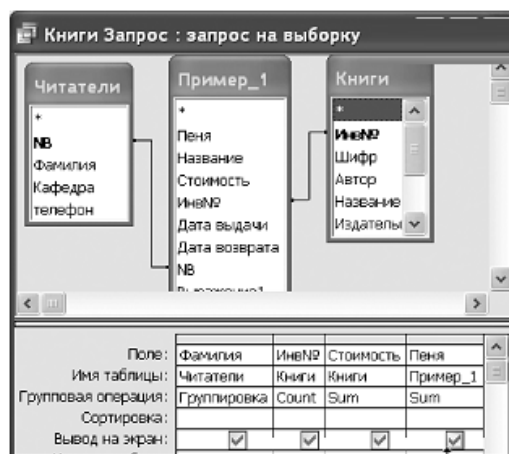 Книги Запрос : запрос на выборку
Читатели
*
NB
Фамилия
Кафедра
телефон
Пример_1
*
Пеня
Название
Стоимость
Инв№
Дата выдачи
Дата возврата
NB
Книги
*
Инв№
Шифр
Автор
Название
Издатель
Поле: Фамилия Инв№ Стоимость Пеня
Имя таблицы: Читатели Книги Книги Пример_1
Групповая операция: Группировка Count Sum Sum
Сортировка:
Вывод на экран: